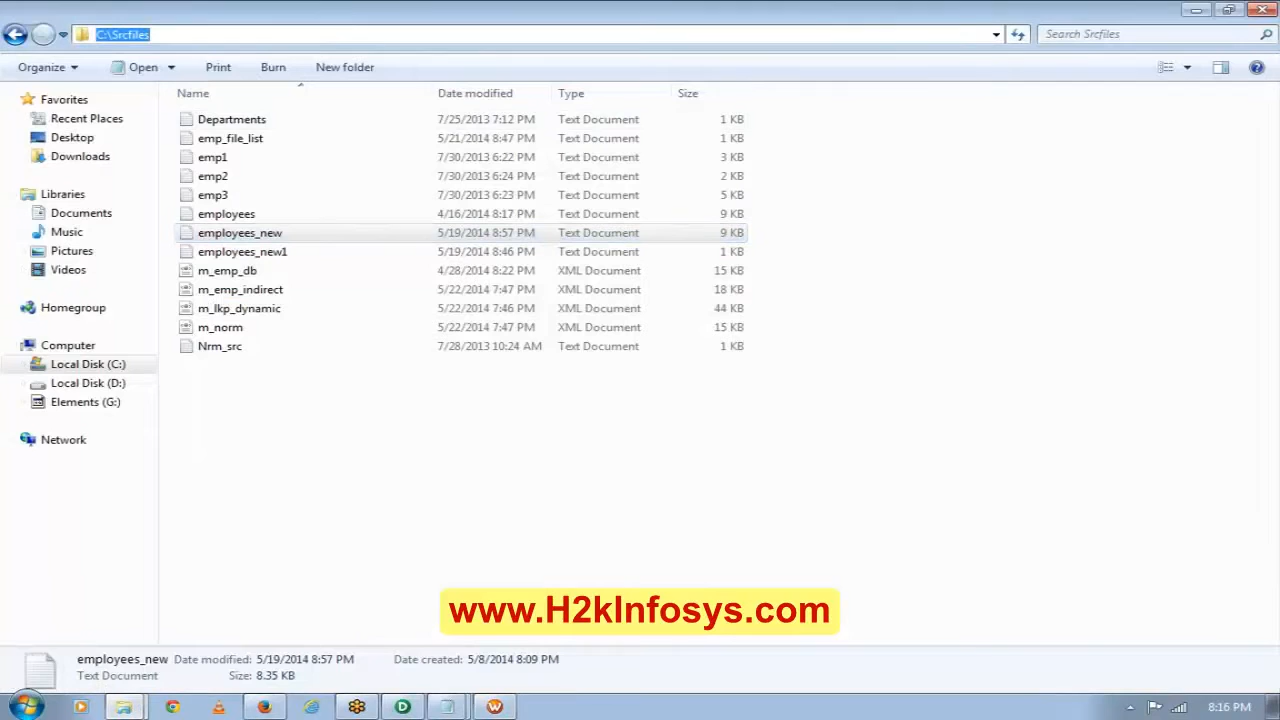 C:\Srcfiles
Search Srcfiles
Organize Open Print Burn New folder
Name Date modified Type Size
Favorites
Recent Places
Desktop
Downloads
Libraries
Documents
Music
Pictures
Videos
Homegroup
Computer
Local Disk (C:)
Local Disk (D:)
Elements (G:)
Network
Departments 7/25/2013 7:12 PM Text Document 1 KB
emp_file_list 5/21/2014 8:47 PM Text Document 1 KB
emp1 7/30/2013 6:22 PM Text Document 3 KB
emp2 7/30/2013 6:24 PM Text Document 2 KB
emp3 7/30/2013 6:23 PM Text Document 5 KB
employees 4/16/2014 8:17 PM Text Document 9 KB
employees_new 5/19/2014 8:57 PM Text Document 9 KB
employees_new1 5/19/2014 8:46 PM Text Document 1 KB
m_emp_db 4/28/2014 8:22 PM XML Document 15 KB
m_emp_indirect 5/22/2014 7:47 PM XML Document 18 KB
m_lkp_dynamic 5/22/2014 7:46 PM XML Document 44 KB
m_norm 5/22/2014 7:47 PM XML Document 15 KB
Nrm_src 7/28/2013 10:24 AM Text Document 1 KB
www.H2kInfosys.com
employees_new Date modified: 5/19/2014 8:57 PM Date created: 5/8/2014 8:09 PM
Text Document Size: 8.35 KB
8:16 PM